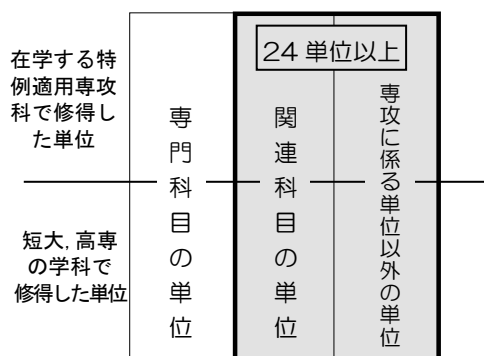 在学する特
例適用専攻
科で修得し
た単位
短大,高専
の学科で
修得した単位
専門科目の単位
24単位以上
関連科目の単位
専攻に係る単位以外の単位